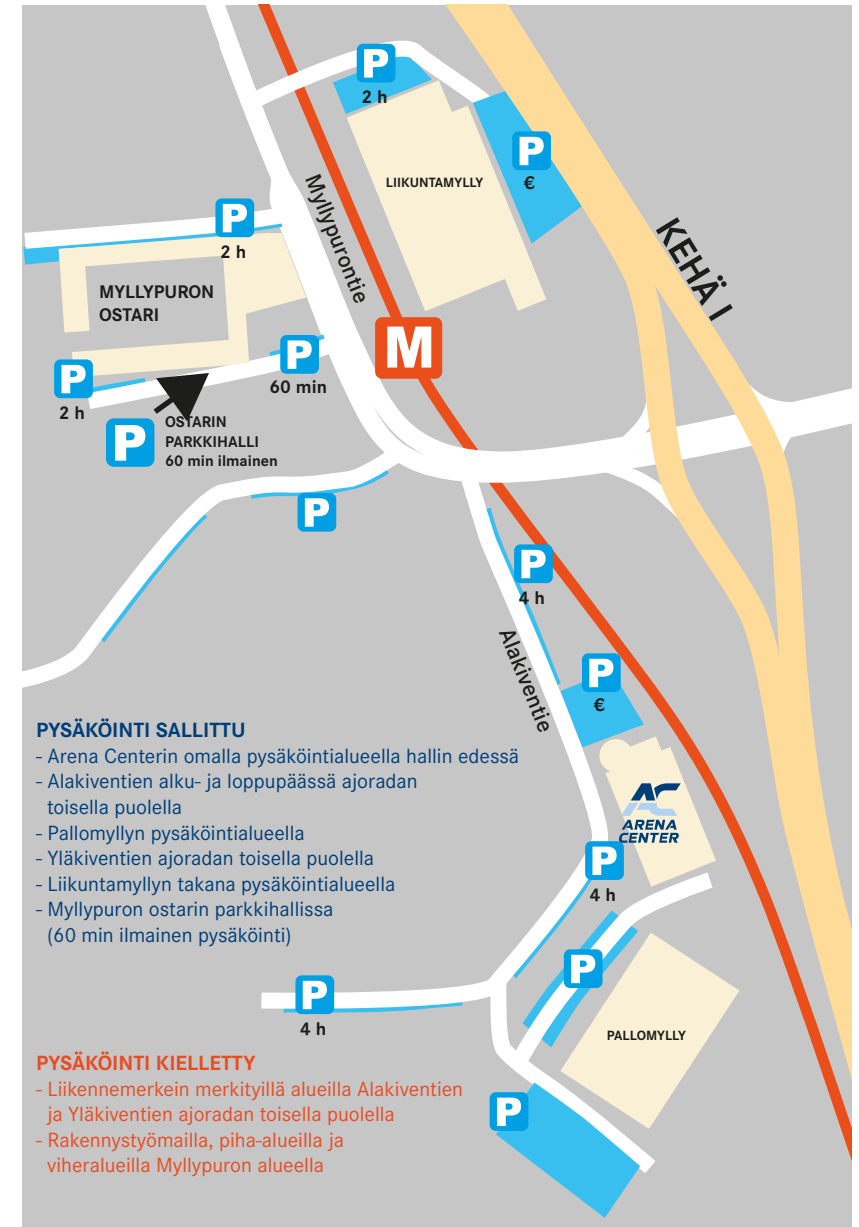 P
2 h
LIIKUNTAMYLLY
P
€
KEHÄ I
Myllypurontie
P
2 h
MYLLYPURON
OSTARI
M
P
60 min
P
2 h
P
OSTARIN
PARKKIHALLI
60 min ilmainen
P
P
4 h
Alakiventie
P
€
PYSÄKÖINTI SALLITTU
- Arena Centerin omalla pysäköintialueella hallin edessä
- Alakiventien alku- ja loppupäässä ajoradan
toisella puolella
- Pallomyllyn pysäköintialueella
- Yläkiventien ajoradan toisella puolella
- Liikuntamyllyn takana pysäköintialueella
- Myllypuron ostarin parkkihallissa
(60 min ilmainen pysäköinti)
AC
ARENA
CENTER
P
4 h
P
P
4 h
PALLOMYLLY
PYSÄKÖINTI KIELLETTY
- Liikennemerkein merkityillä alueilla Alakiventien
ja Yläkiventien ajoradan toisella puolella
- Rakennystyömailla, piha-alueilla ja
viheralueilla Myllypuron alueella
P